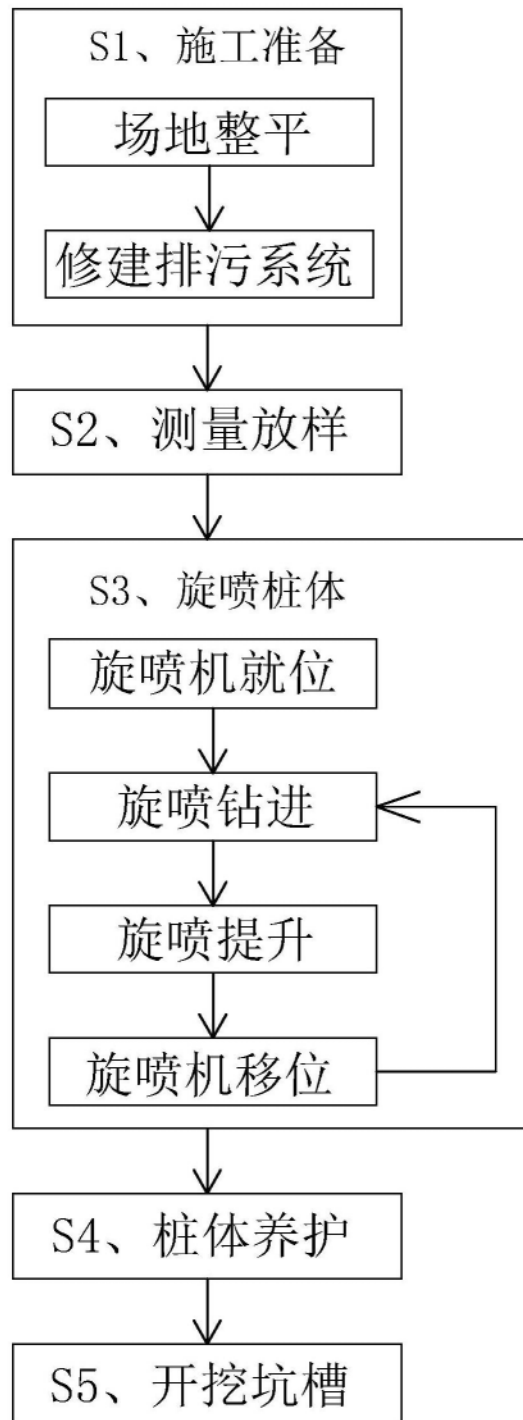 S1、施工准备
场地整平
修建排污系统
S2、测量放样
S3、旋喷桩体
旋喷机就位
旋喷钻进
旋喷提升
旋喷机移位
S4、桩体养护
S5、开挖坑槽